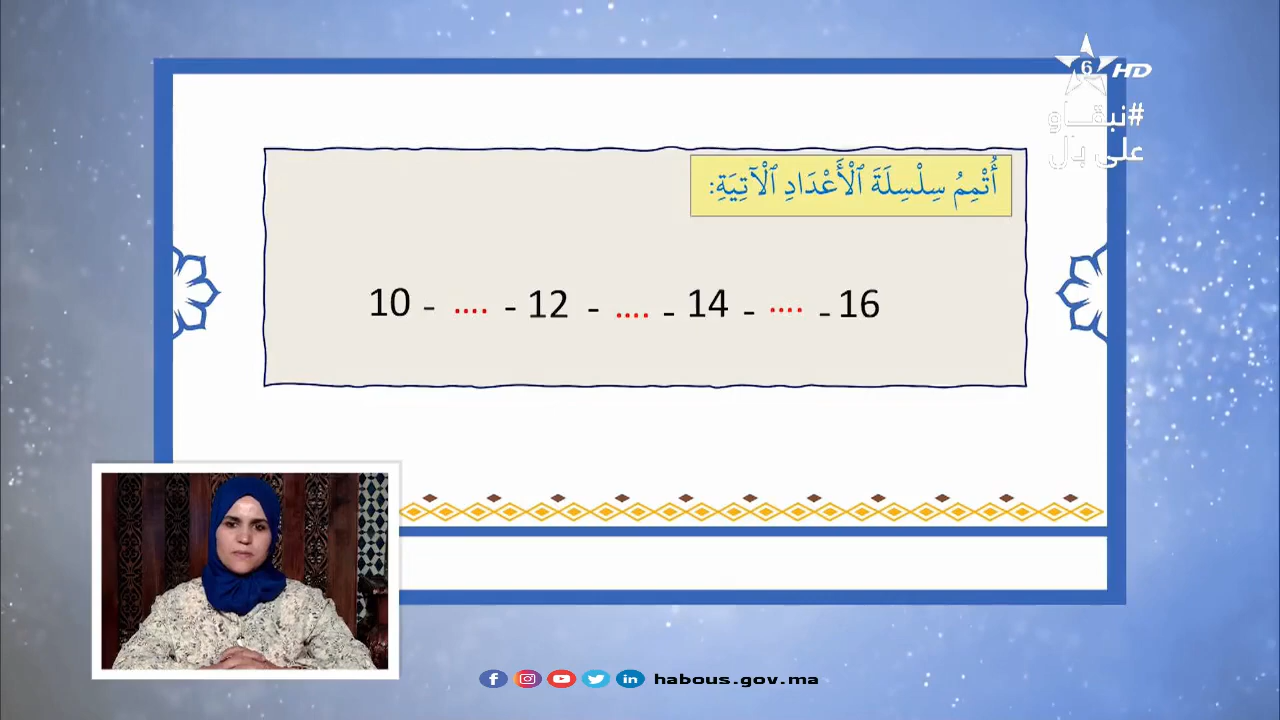 6 HD
#نبقاو
على بال
أُتْمِمُ سِلْسِلَةَ ٱلْأَعْدَادِ ٱلْآتِيَةِ:
10 - .... - 12 - .... - 14 - .... - 16
habous.gov.ma